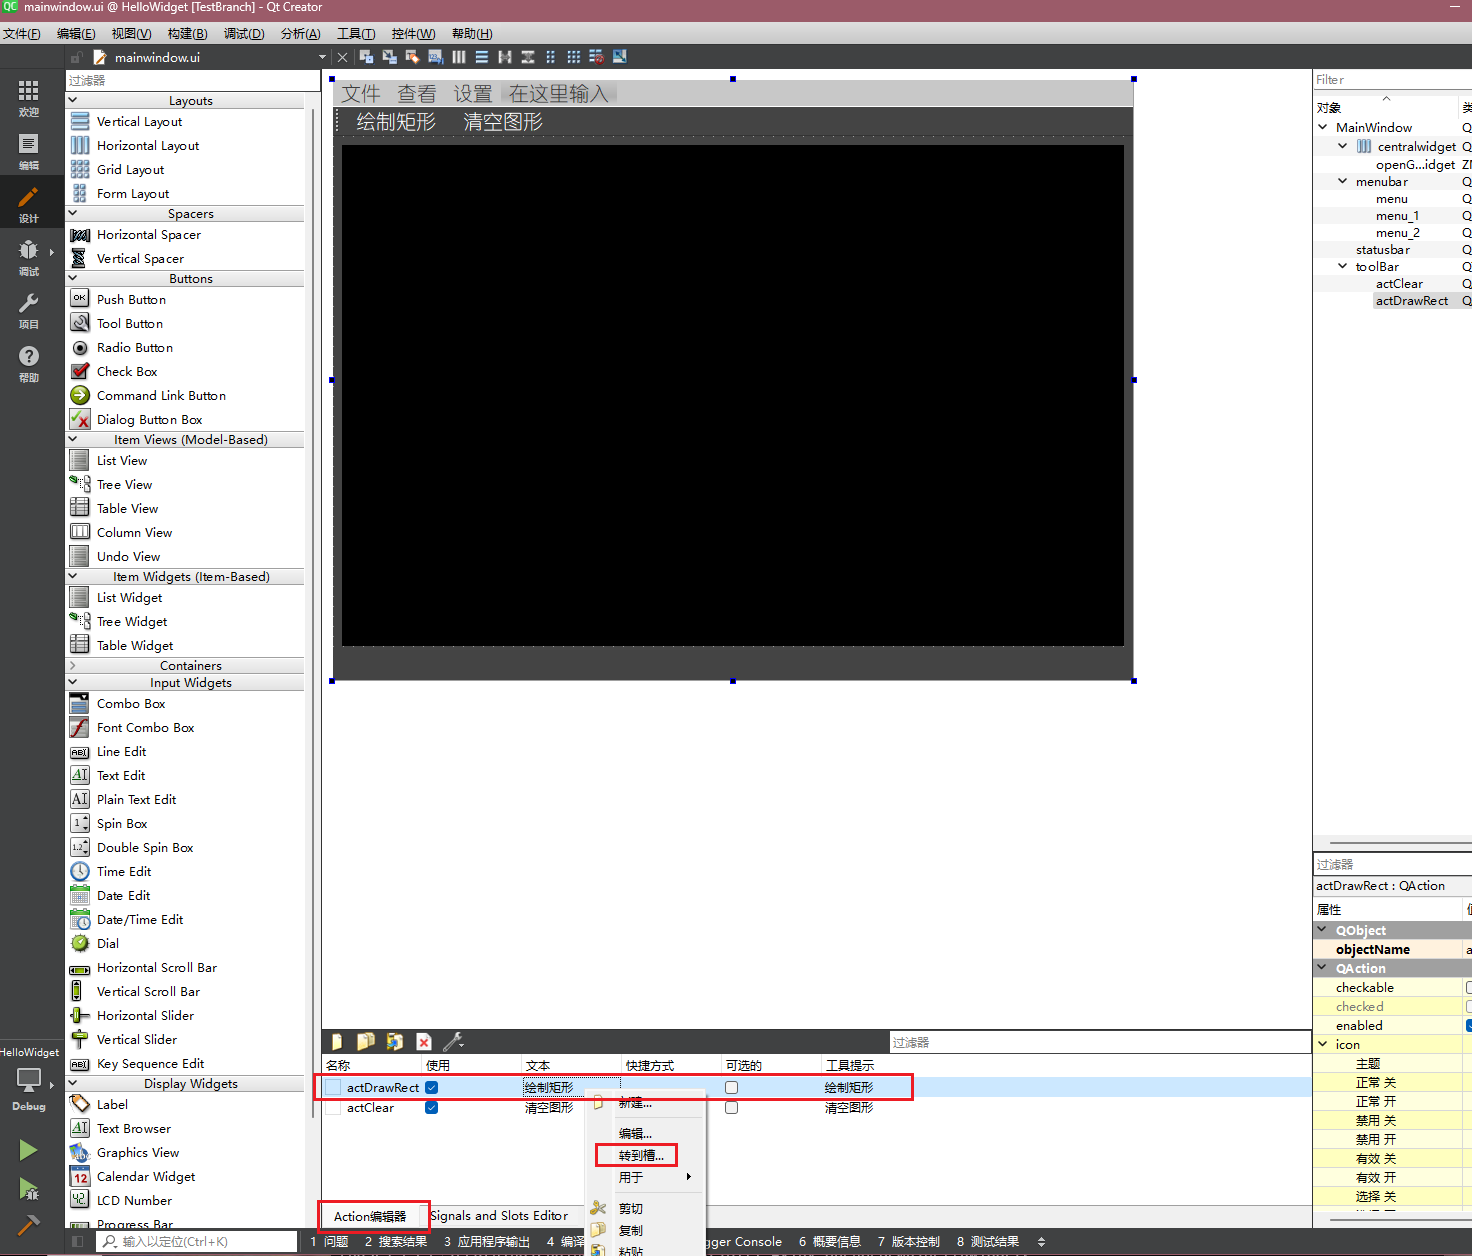 QC mainwindow.ui @ HelloWidget [TestBranch] - Qt Creator
文件(F) 编辑(E) 视图(V) 构建(B) 调试(D) 分析(A) 工具(T) 控件(W) 帮助(H)
mainwindow.ui
欢迎
编辑
设计
调试
项目
帮助
HelloWidget
Debug
过滤器
Layouts
Vertical Layout
Horizontal Layout
Grid Layout
Form Layout
Spacers
Horizontal Spacer
Vertical Spacer
Buttons
OK Push Button
Tool Button
Radio Button
Check Box
Command Link Button
Dialog Button Box
Item Views (Model-Based)
List View
Tree View
Table View
Column View
Undo View
Item Widgets (Item-Based)
List Widget
Tree Widget
Table Widget
Containers
Input Widgets
Combo Box
Font Combo Box
ABI Line Edit
AI Text Edit
AI Plain Text Edit
1 Spin Box
1.2 Double Spin Box
Time Edit
Date Edit
Date/Time Edit
Dial
Horizontal Scroll Bar
Vertical Scroll Bar
Horizontal Slider
Vertical Slider
ABI Key Sequence Edit
Display Widgets
Label
AI Text Browser
Graphics View
12 Calendar Widget
42 LCD Number
Progress Bar
文件 查看 设置 在这里输入
绘制矩形 清空图形
过滤器
名称 使用 文本 快捷方式 可选的 工具提示
actDrawRect 绘制矩形 绘制矩形
actClear 清空图形 清空图形
新建...
编辑...
转到槽...
用于
剪切
复制
粘贴
Action编辑器 Signals and Slots Editor
Filter
对象 类
MainWindow Q
centralwidget Q
openG...idget
menubar Q
menu Q
menu_1 Q
menu_2 Q
statusbar Q
toolBar Q
actClear Q
actDrawRect Q
过滤器
actDrawRect : QAction
属性
QObject
objectName a
QAction
checkable
checked
enabled
icon
主题
正常 关
正常 开
禁用 关
禁用 开
有效 关
有效 开
选择 关
输入以定位(Ctrl+K) 1 问题 2 搜索结果 3 应用程序输出 4 编译 gger Console 6 概要信息 7 版本控制 8 测试结果